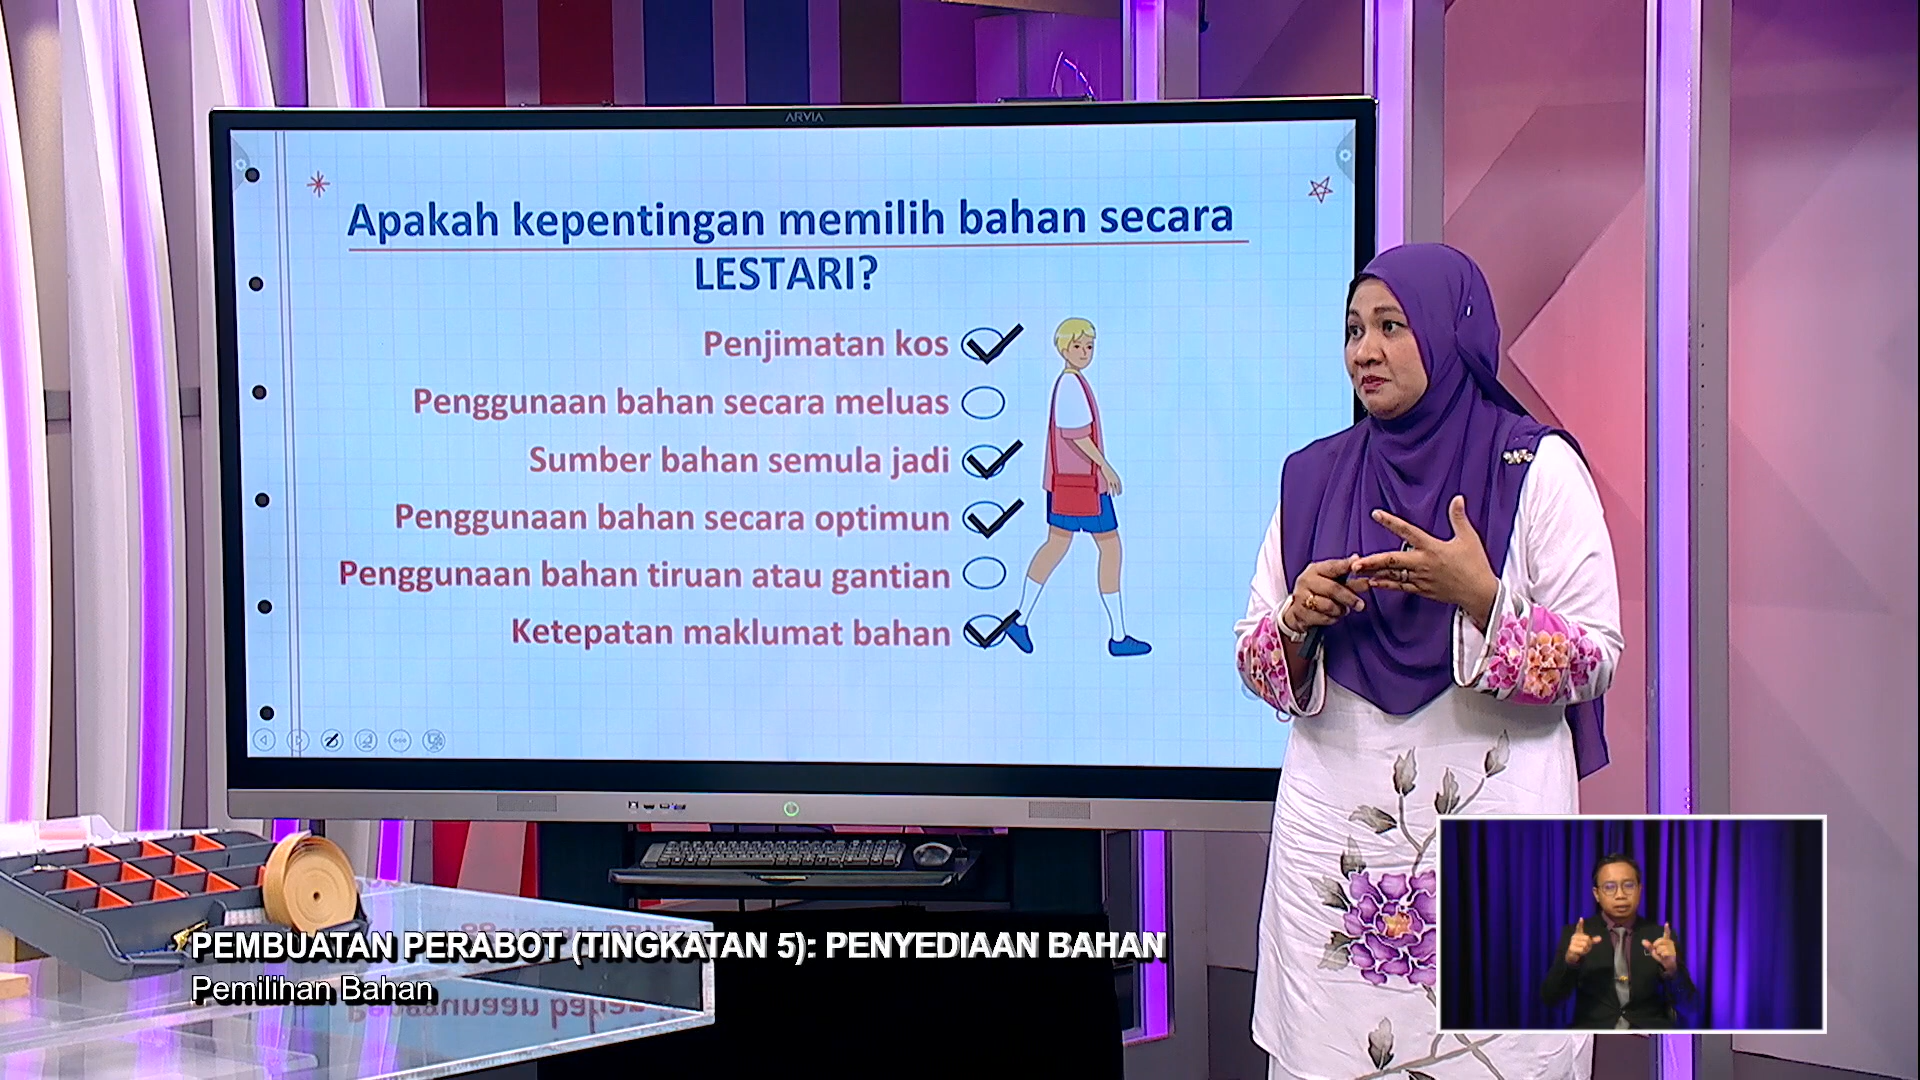 ARVIA
Apakah kepentingan memilih bahan secara
LESTARI?
Penjimatan kos
Penggunaan bahan secara meluas
Sumber bahan semula jadi
Penggunaan bahan secara optimun
Penggunaan bahan tiruan atau gantian
Ketepatan maklumat bahan
PEMBUATAN PERABOT (TINGKATAN 5): PENYEDIAAN BAHAN
Pemilihan Bahan